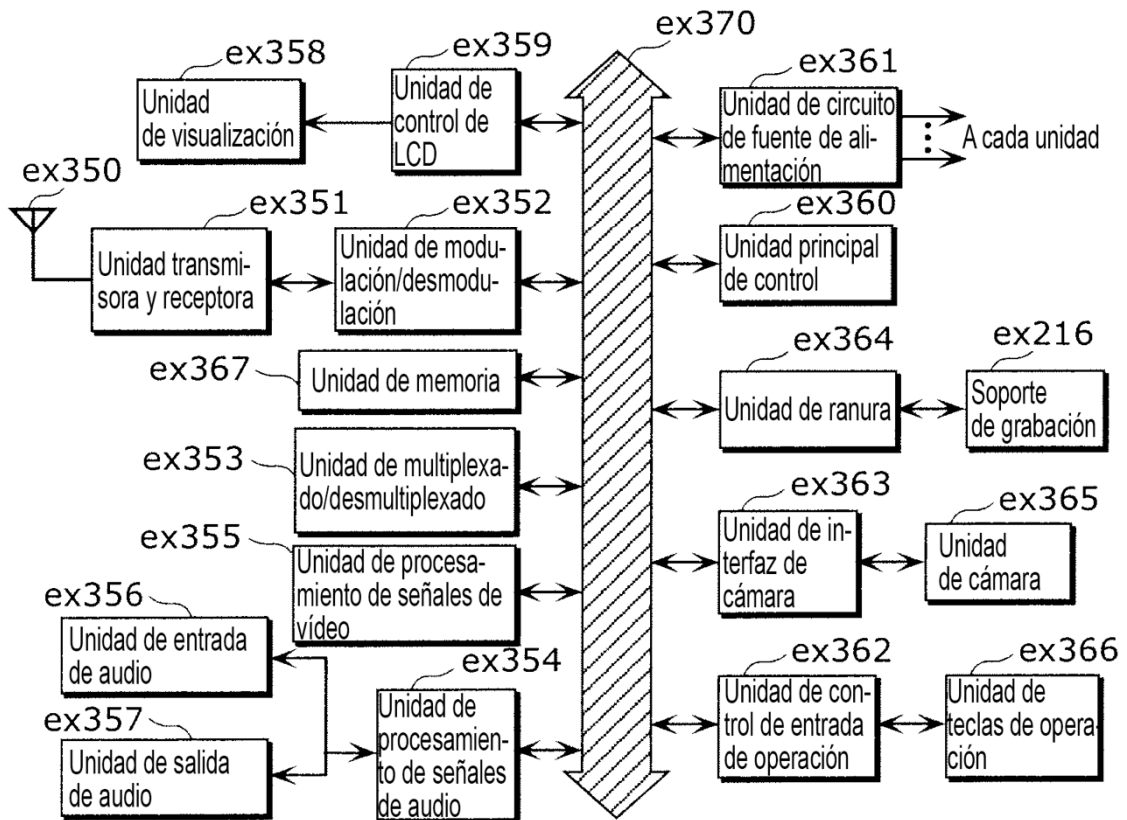 ex370
ex358
ex359
ex361
Unidad
de visualización
Unidad de
control de
LCD
Unidad de circuito
de fuente de ali-
mentación
A cada unidad
ex350
ex351
ex352
ex360
Unidad transmi-
sora y receptora
Unidad de modu-
lación/desmodu-
lación
Unidad principal
de control
ex367
Unidad de memoria
ex364
ex216
Unidad de ranura
Soporte
de grabación
ex353
Unidad de multiplexa-
do/desmultiplexado
ex363
ex365
Unidad de in-
terfaz de
cámara
Unidad
de cámara
ex355
Unidad de procesa-
miento de señales de
vídeo
ex356
Unidad de entrada
de audio
ex354
ex362
ex366
Unidad de
procesamien-
to de señales
de audio
Unidad de con-
trol de entrada
de operación
Unidad de
teclas de opera-
ción
ex357
Unidad de salida
de audio